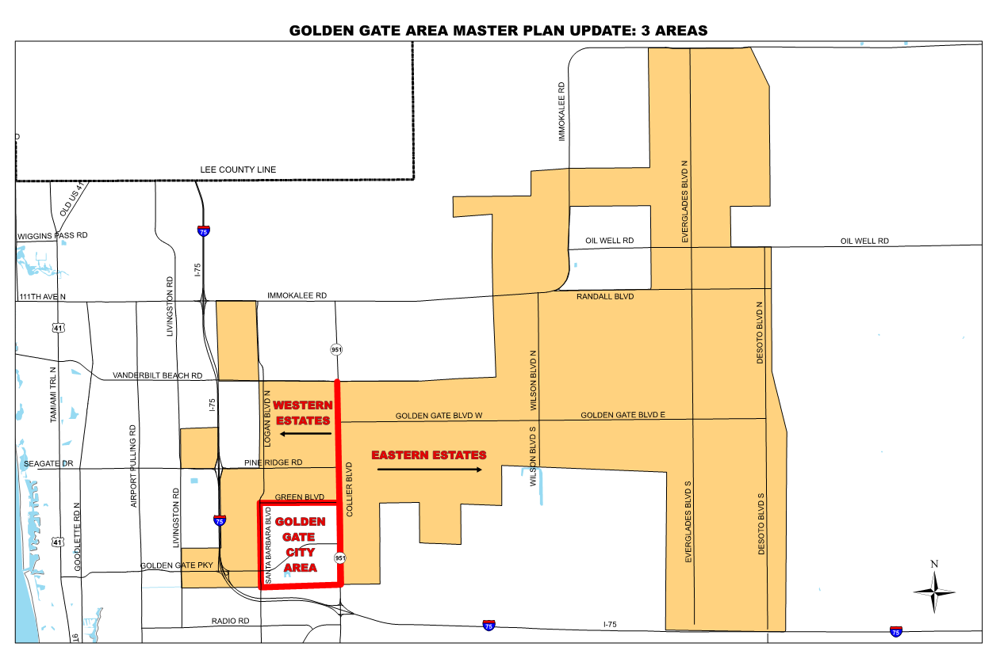 GOLDEN GATE AREA MASTER PLAN UPDATE: 3 AREAS
IMMOKALEE RD
D
LEE COUNTY LINE
OLD US 41
EVERGLADES BLVD N
75
WIGGINS PASS RD
OIL WELL RD
OIL WELL RD
I-75
LIVINGSTON RD
111TH AVE N
IMMOKALEE RD
RANDALL BLVD
DESOTO BLVD N
41
951
VANDERBILT BEACH RD
TAMIAMI TRL N
I-75
LOGAN BLVD N
WESTERN
ESTATES
WILSON BLVD N
GOLDEN GATE BLVD W
GOLDEN GATE BLVD E
AIRPORT PULLING RD
SEAGATE DR
PINE RIDGE RD
EASTERN ESTATES
WILSON BLVD S
COLLIER BLVD
GREEN BLVD
LIVINGSTON RD
GOODLETTE RD N
75
SANTA BARBARA BLVD
GOLDEN
GATE
CITY
AREA
EVERGLADES BLVD S
DESOTO BLVD S
41
951
GOLDEN GATE PKY
N
RADIO RD
I-75
75
75